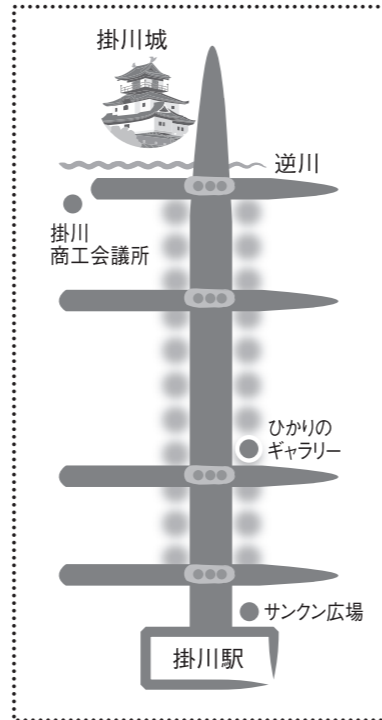 掛川城
逆川
掛川
商工会議所
ひかりの
ギャラリー
サンクン広場
掛川駅